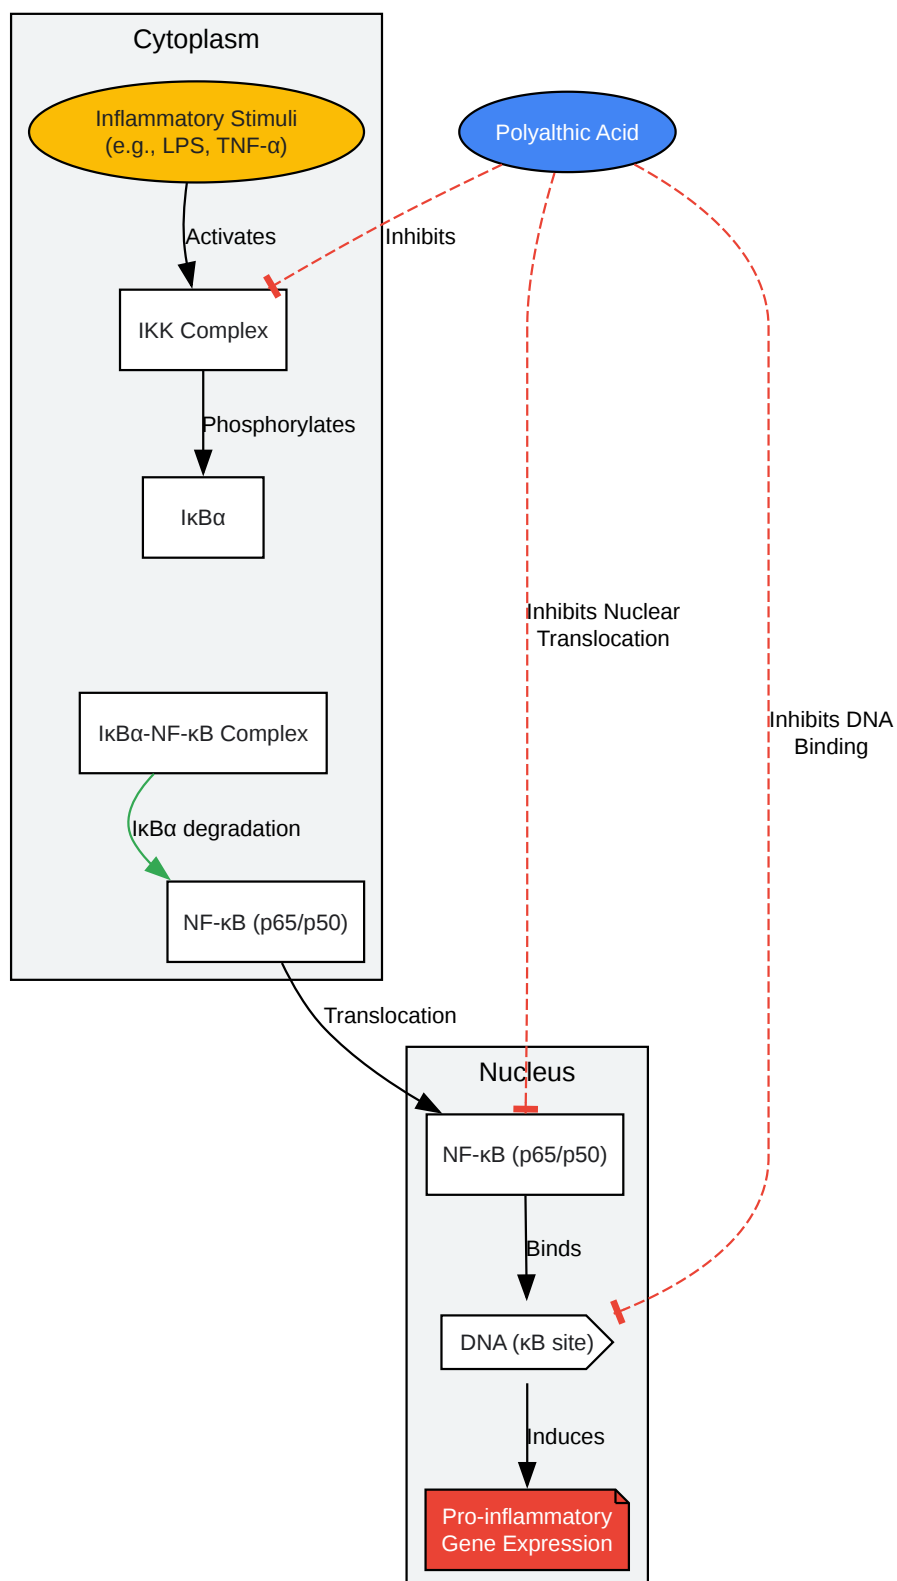 Cytoplasm
Inflammatory Stimuli
(e.g., LPS, TNF-α)
Polyalthic Acid
Activates
Inhibits
IKK Complex
Phosphorylates
IκBα
Inhibits Nuclear
Translocation
IκBα-NF-κB Complex
Inhibits DNA
Binding
IκBα degradation
NF-κB (p65/p50)
Translocation
Nucleus
NF-κB (p65/p50)
Binds
DNA (κB site)
Induces
Pro-inflammatory
Gene Expression